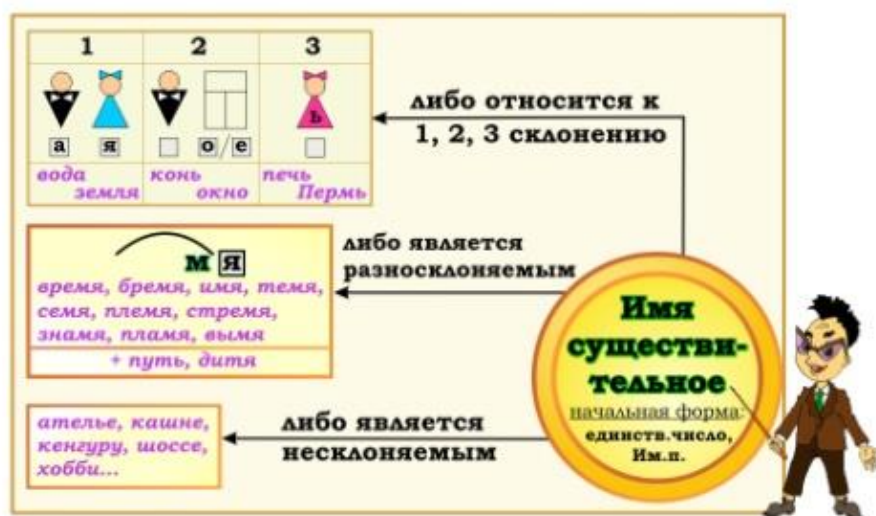 1 2 3
ь
а я о/е
вода конь печь
земля окно Пермь
либо относится к
1, 2, 3 склонению
мя
время, бремя, имя, темя,
семя, племя, стремя,
знамя, пламя, вымя
+ путь, дитя
либо является
разносклоняемым
ателье, кашне,
кенгуру, шоссе,
хобби...
либо является
несклоняемым
Имя
существи-
тельное
начальная форма:
единств.число,
Им.п.